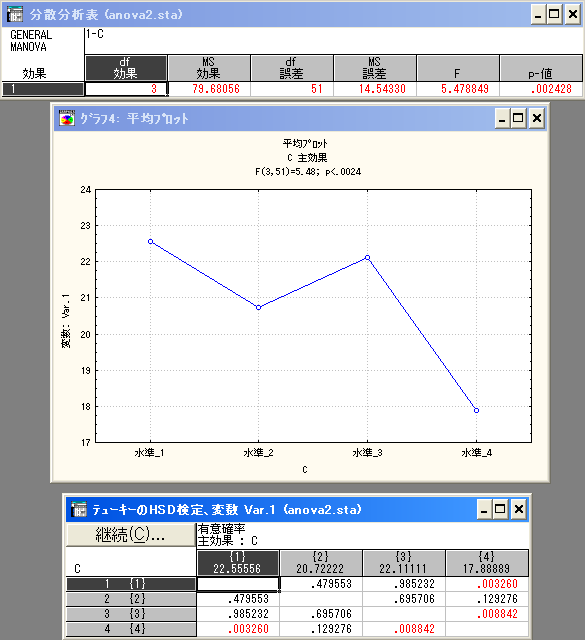 分散分析表 (anova2.sta)
GENERAL MANOVA 1-C
効果 df 効果 MS 効果 df 誤差 MS 誤差 F p-値
1 3 79.68056 51 14.54330 5.478849 .002428
グラフ4: 平均プロット
平均プロット
C 主効果
F(3,51)=5.48; p<.0024
変数: Var.1
24
23
22
21
20
19
18
17
水準_1 水準_2 水準_3 水準_4
C
テューキーのHSD検定、変数 Var.1 (anova2.sta)
継続(C)...
有意確率
主効果 : C
{1} {2} {3} {4}
C 22.55556 20.72222 22.11111 17.88889
1 {1} .479553 .985232 .003260
2 {2} .479553 .695706 .129276
3 {3} .985232 .695706 .008842
4 {4} .003260 .129276 .008842